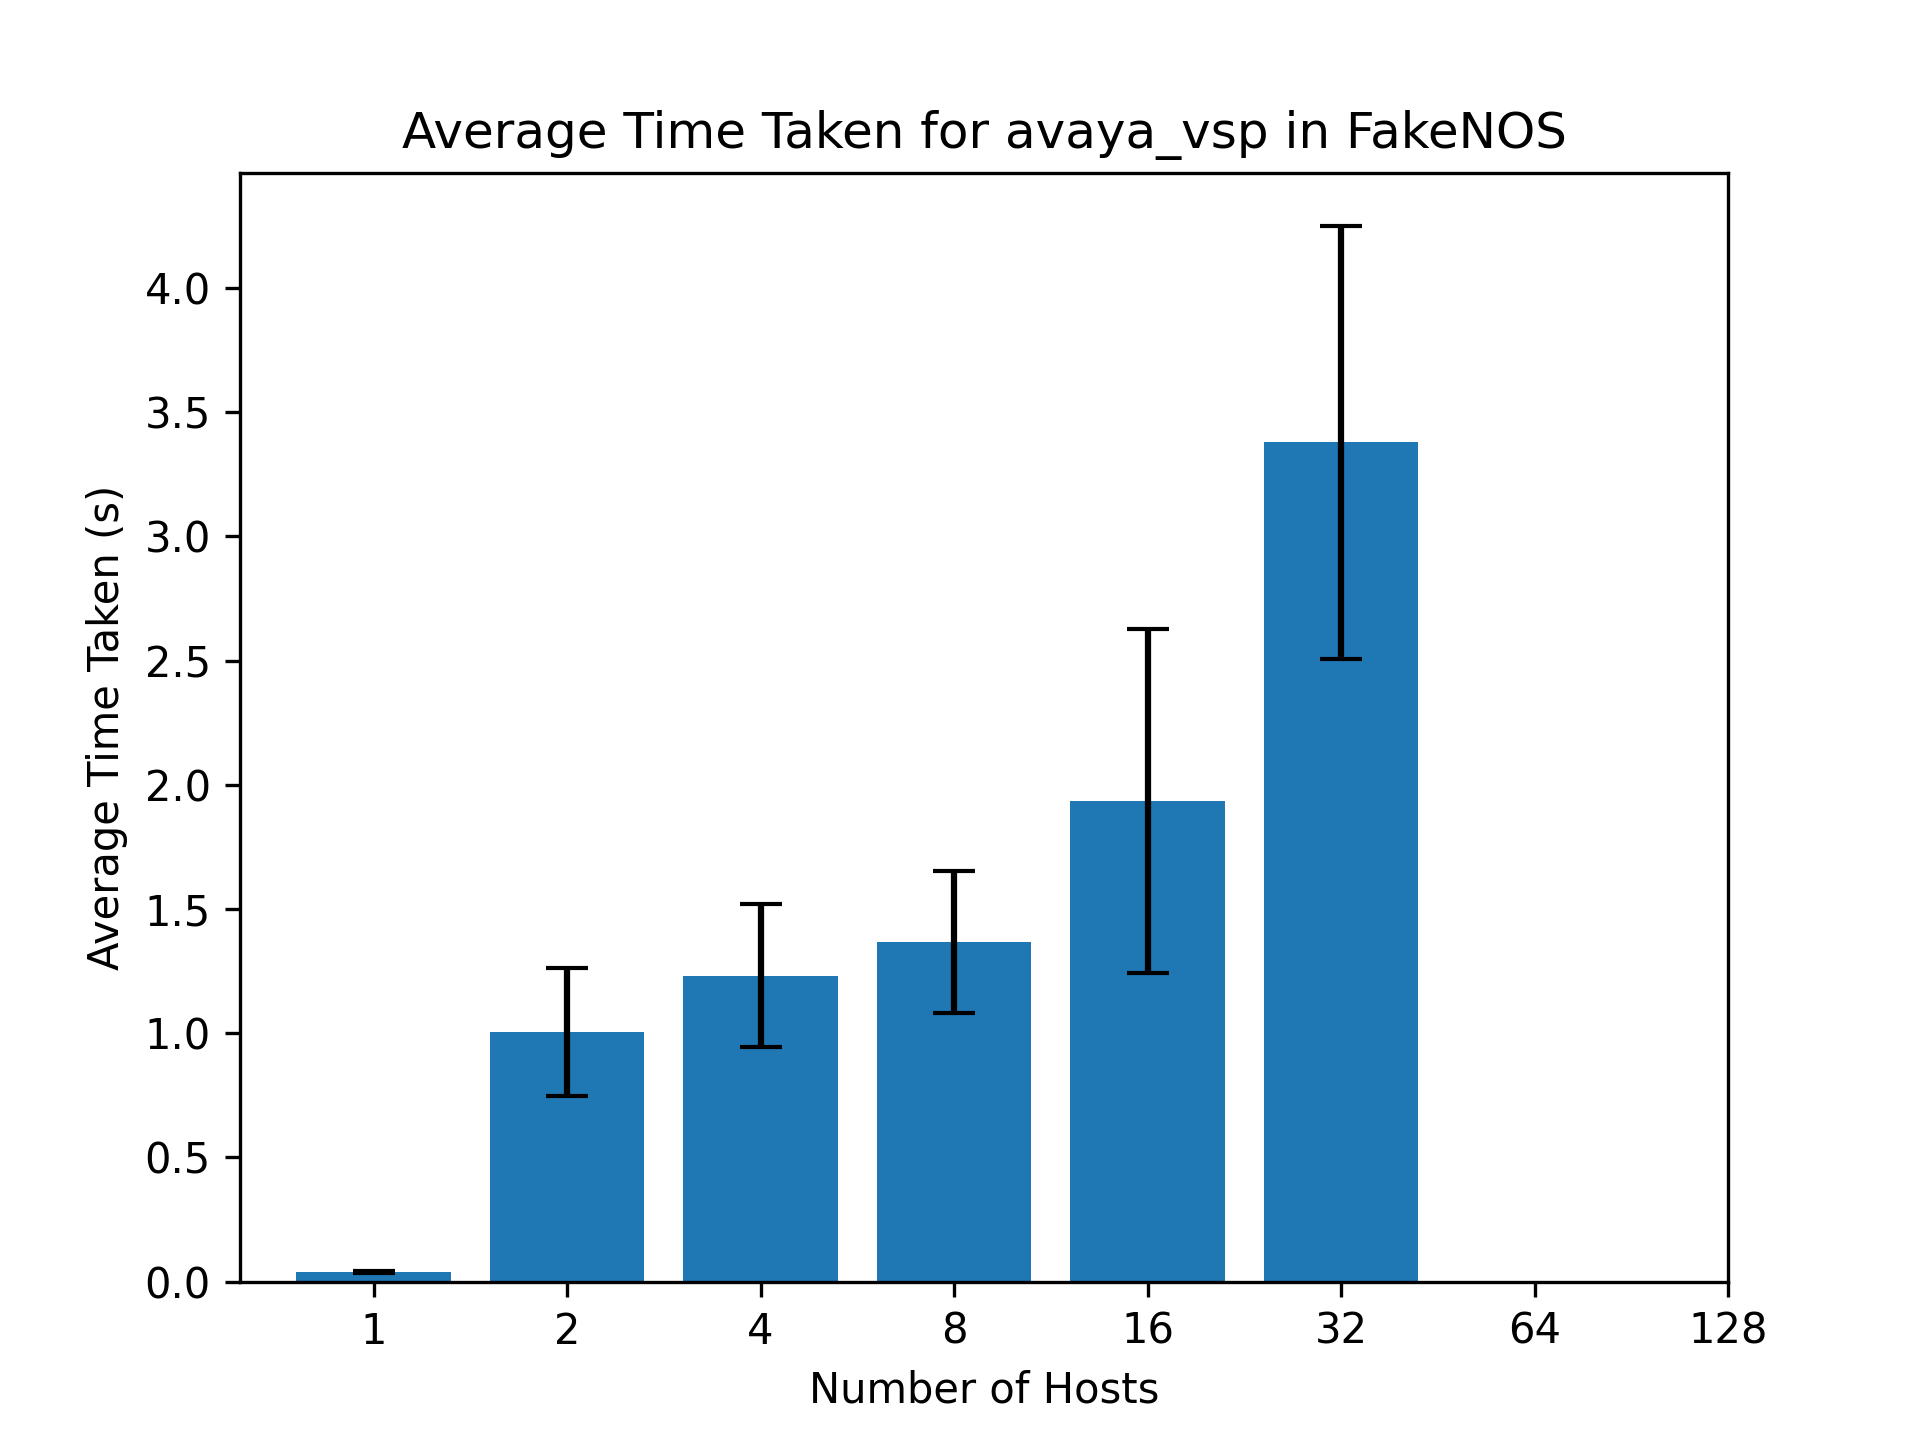 Average Time Taken for avaya_vsp in FakeNOS
Average Time Taken (s)
4.0
3.5
3.0
2.5
2.0
1.5
1.0
0.5
0.0
1 2 4 8 16 32 64 128
Number of Hosts